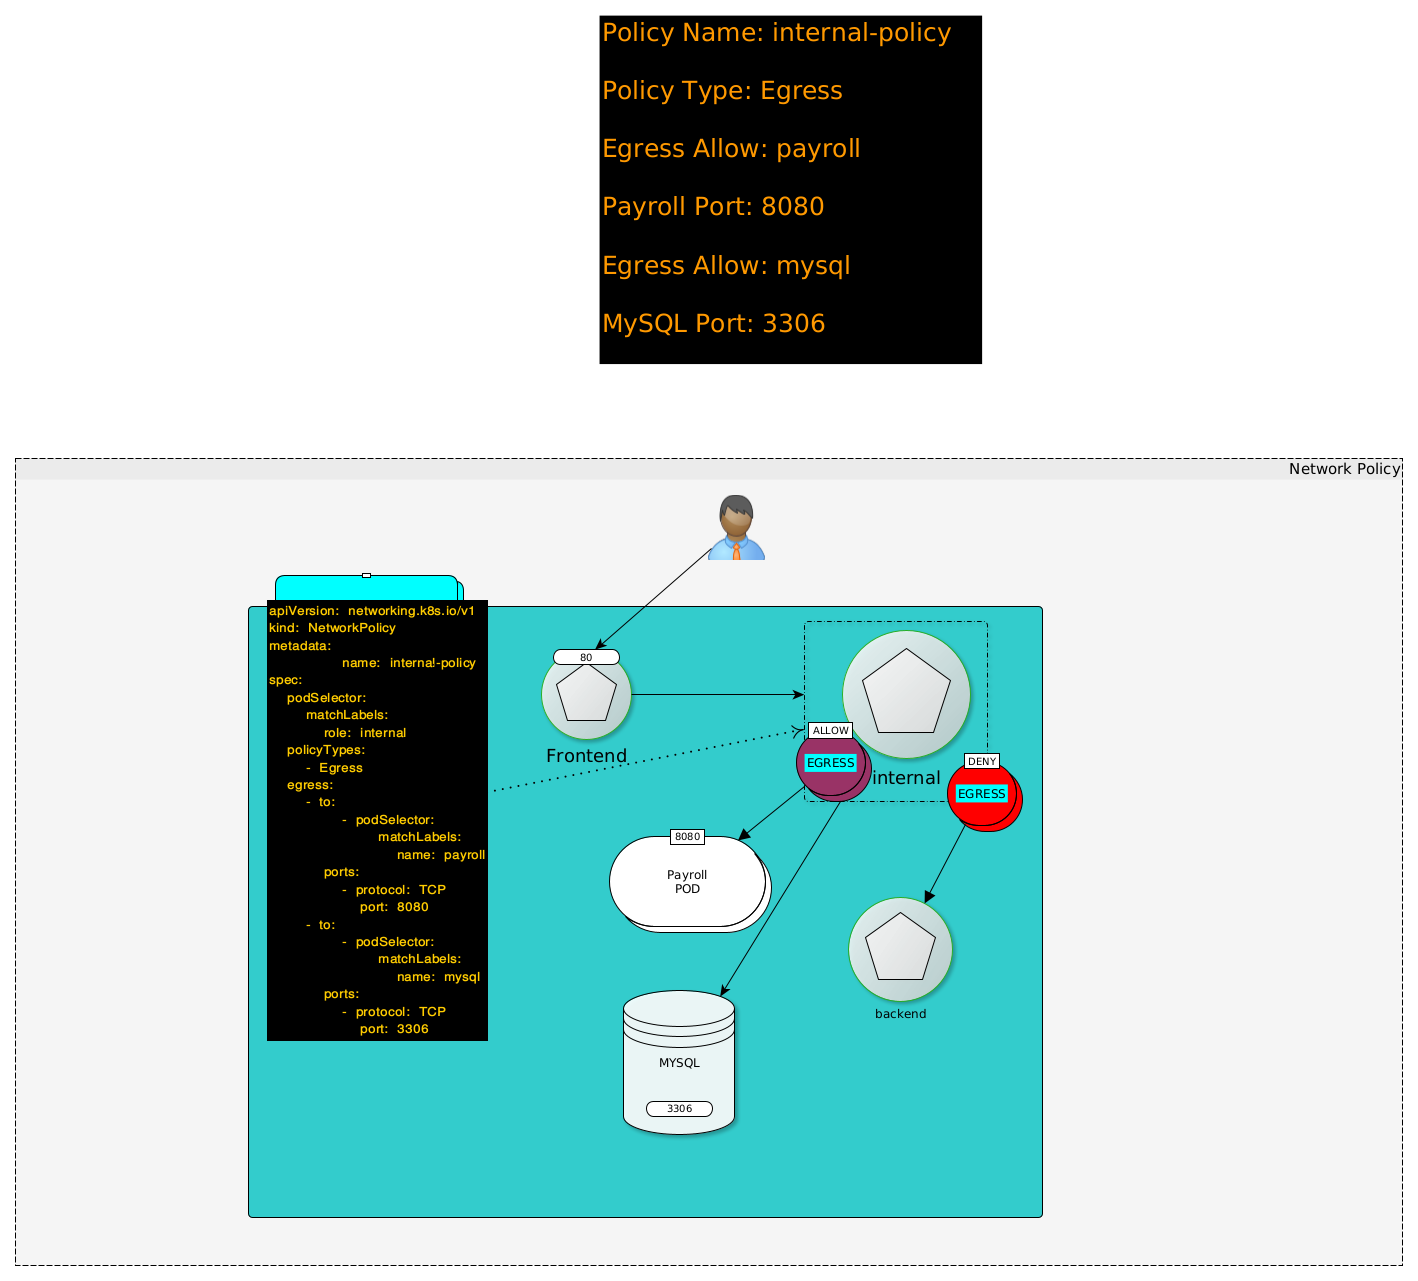 Policy Name: internal-policy
Policy Type: Egress
Egress Allow: payroll
Payroll Port: 8080
Egress Allow: mysql
MySQL Port: 3306
Network Policy
apiVersion: networking.k8s.io/v1
kind: NetworkPolicy
metadata:
name: internal-policy
spec:
podSelector:
matchLabels:
role: internal
policyTypes:
- Egress
egress:
- to:
- podSelector:
matchLabels:
name: payroll
ports:
- protocol: TCP
port: 8080
- to:
- podSelector:
matchLabels:
name: mysql
ports:
- protocol: TCP
port: 3306
80
Frontend
ALLOW
EGRESS
internal
DENY
EGRESS
8080
Payroll
POD
backend
MYSQL
3306